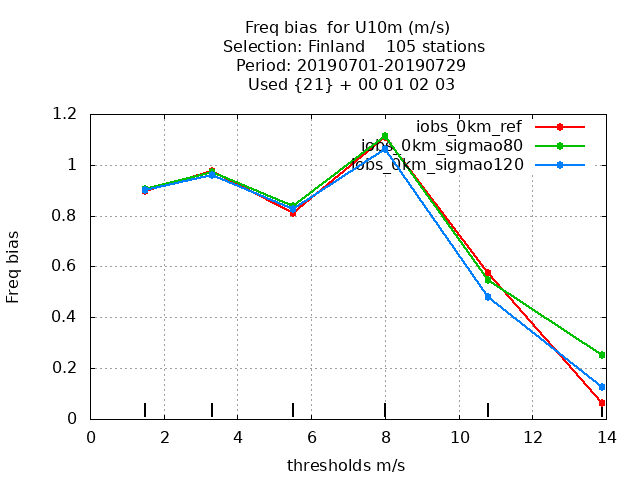 Freq bias  for U10m (m/s)
Selection: Finland    105 stations
Period: 20190701-20190729
Used {21} + 00 01 02 03
iobs_0km_ref
iobs_0km_sigmao80
iobs_0km_sigmao120
Freq bias
1.2
1
0.8
0.6
0.4
0.2
0
0 2 4 6 8 10 12 14
thresholds m/s